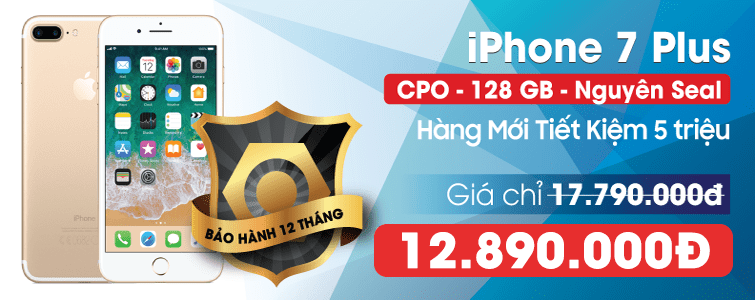 iPhone 7 Plus
CPO - 128 GB - Nguyên Seal
Hàng Mới Tiết Kiệm 5 triệu
Giá chỉ 17.790.000đ
12.890.000Đ
BẢO HÀNH 12 THÁNG
iPhone